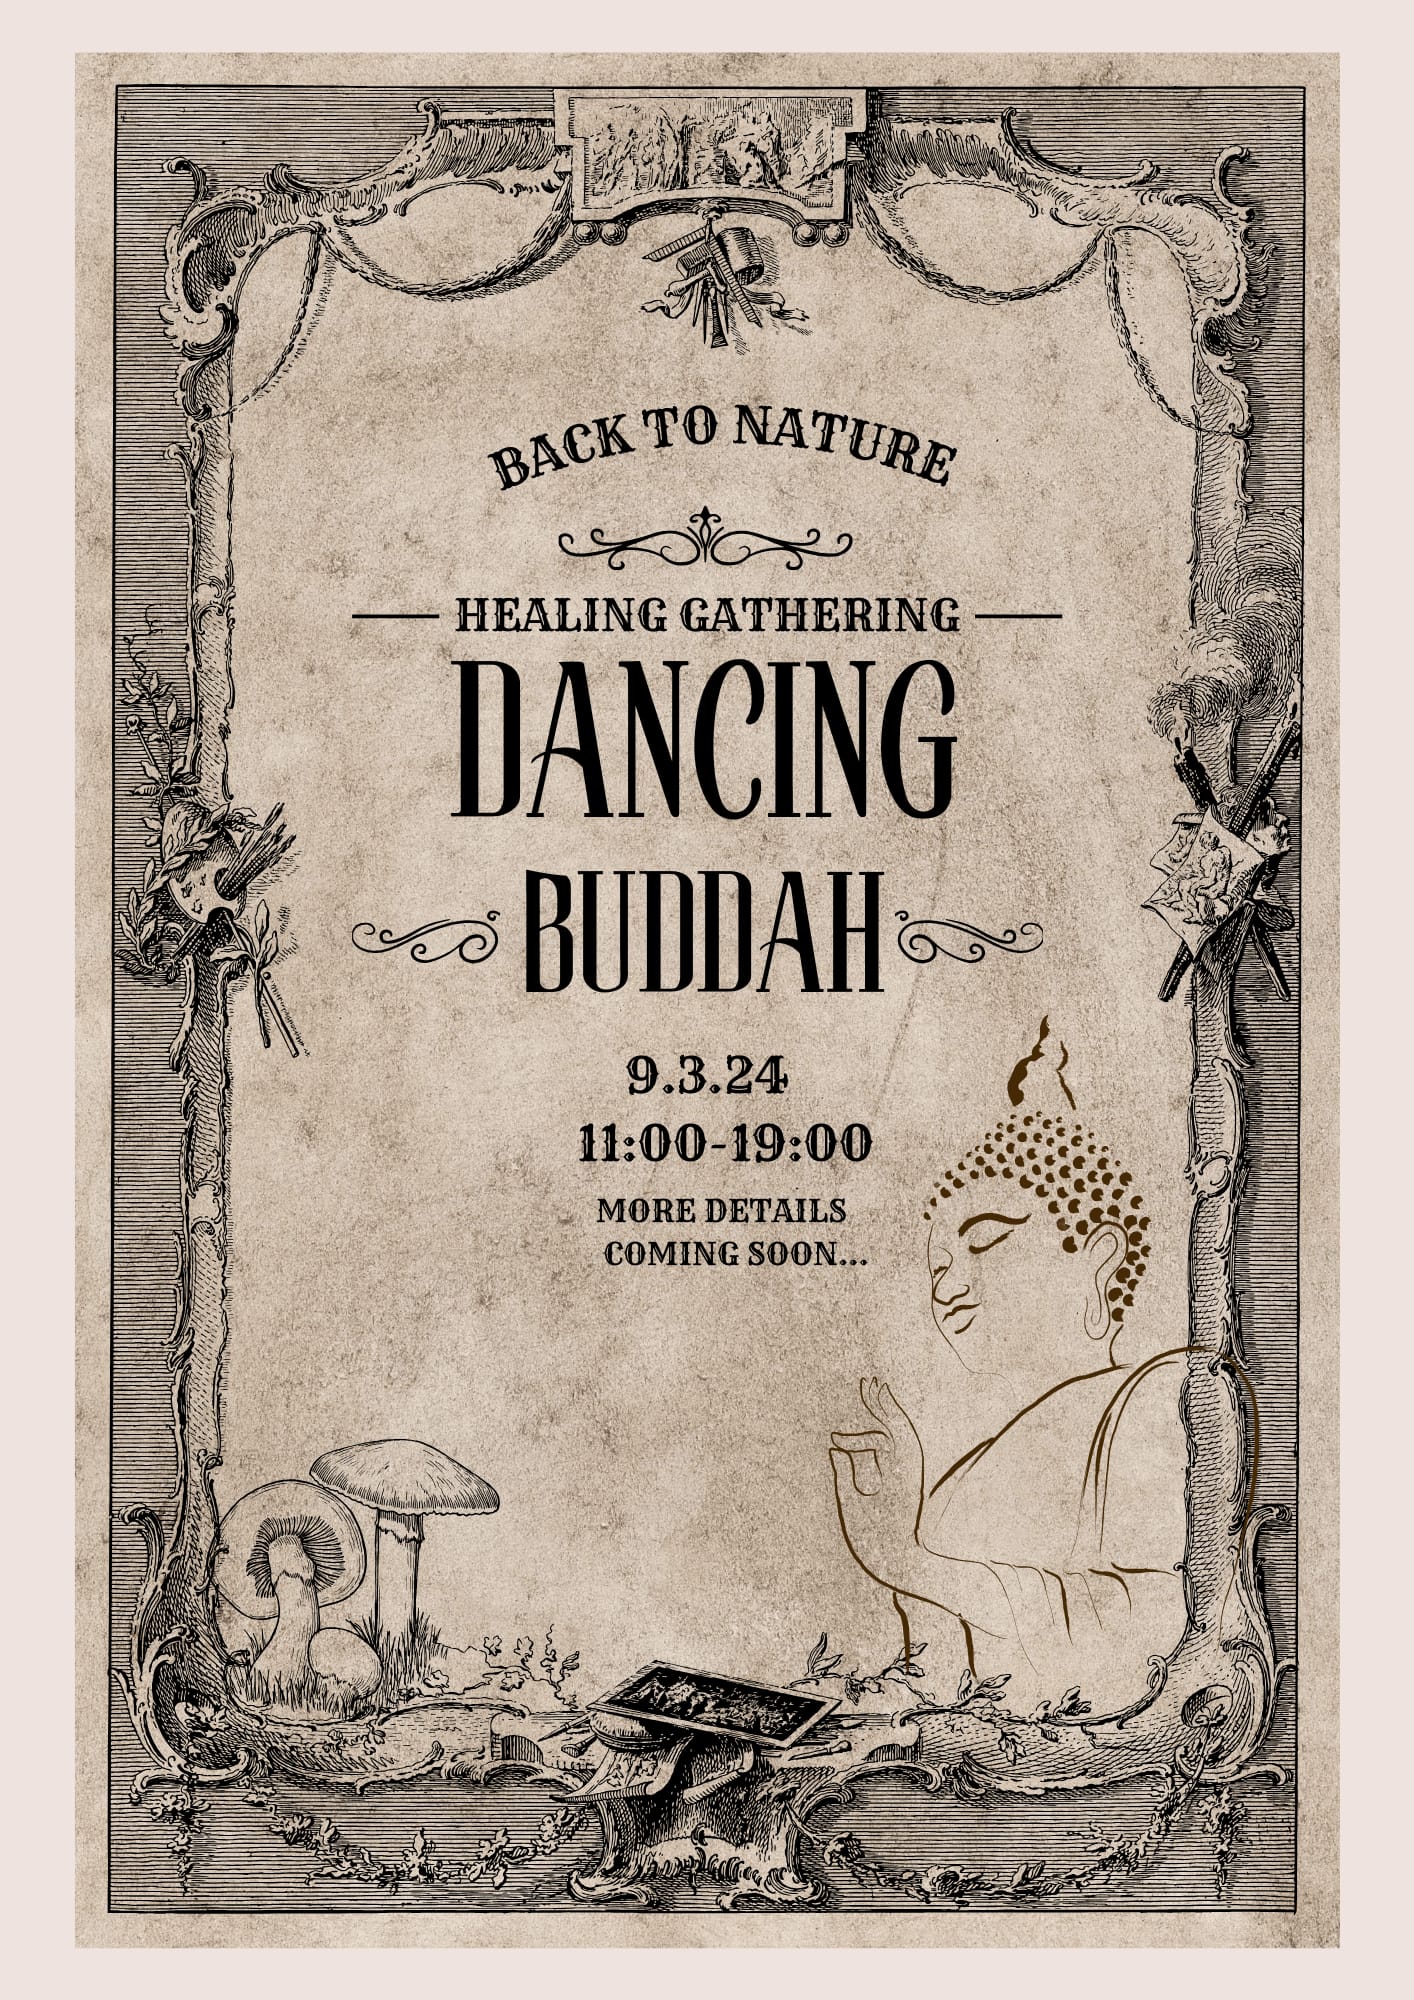 BACK TO NATURE
HEALING GATHERING
DANCING
BUDDAH
9.3.24
11:00-19:00
MORE DETAILS
COMING SOON...